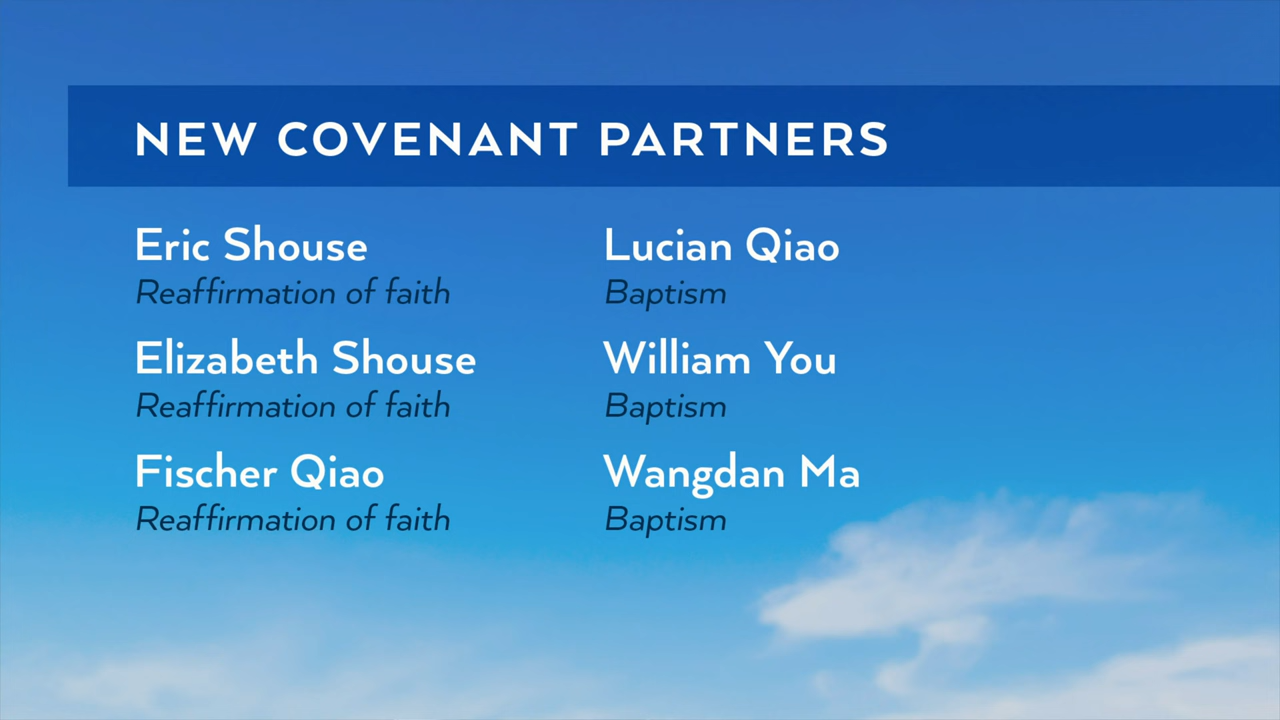 NEW COVENANT PARTNERS
Eric Shouse
Reaffirmation of faith
Elizabeth Shouse
Reaffirmation of faith
Fischer Qiao
Reaffirmation of faith
Lucian Qiao
Baptism
William You
Baptism
Wangdan Ma
Baptism